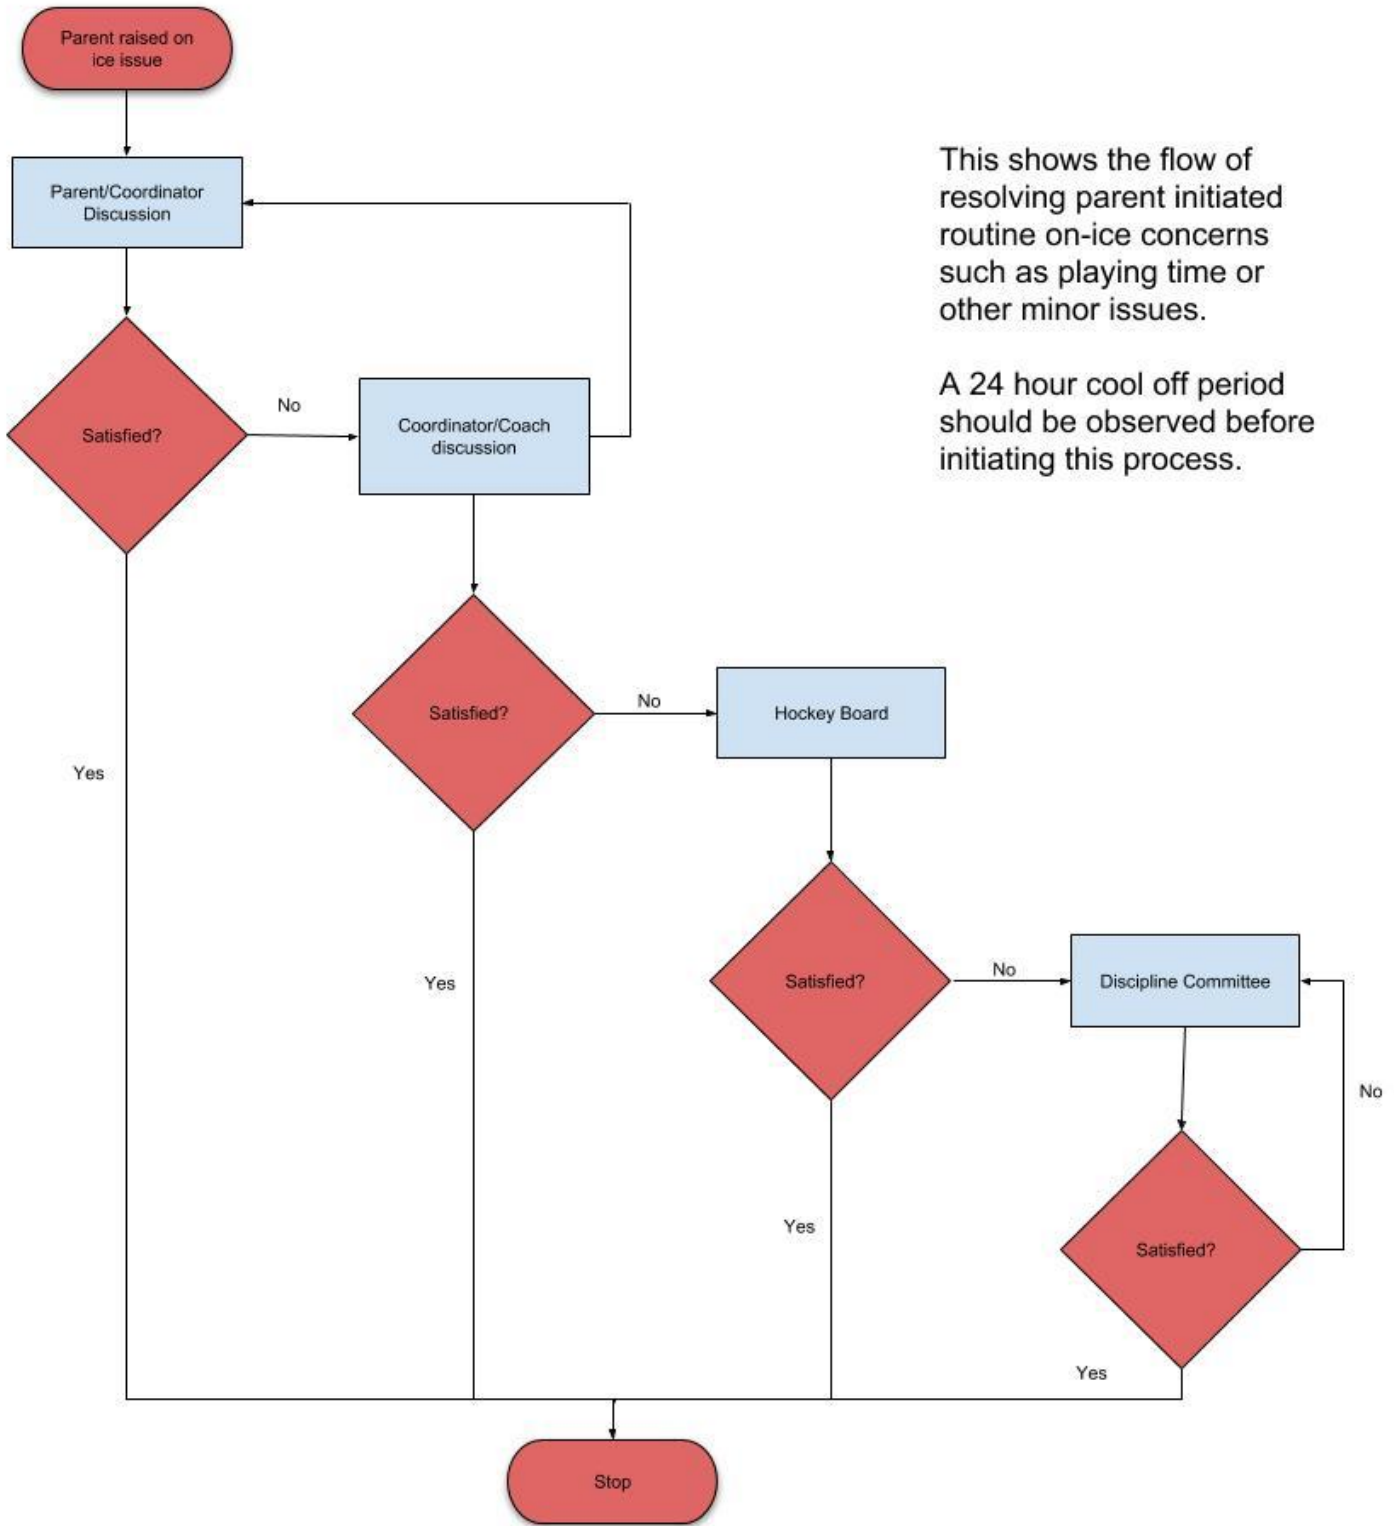 Parent raised on
ice issue
Parent/Coordinator
Discussion
This shows the flow of
resolving parent initiated
routine on-ice concerns
such as playing time or
other minor issues.
A 24 hour cool off period
should be observed before
initiating this process.
Satisfied?
No
Coordinator/Coach
discussion
Yes
Satisfied?
No
Hockey Board
Yes
Satisfied?
No
Discipline Committee
No
Yes
Satisfied?
Yes
Stop